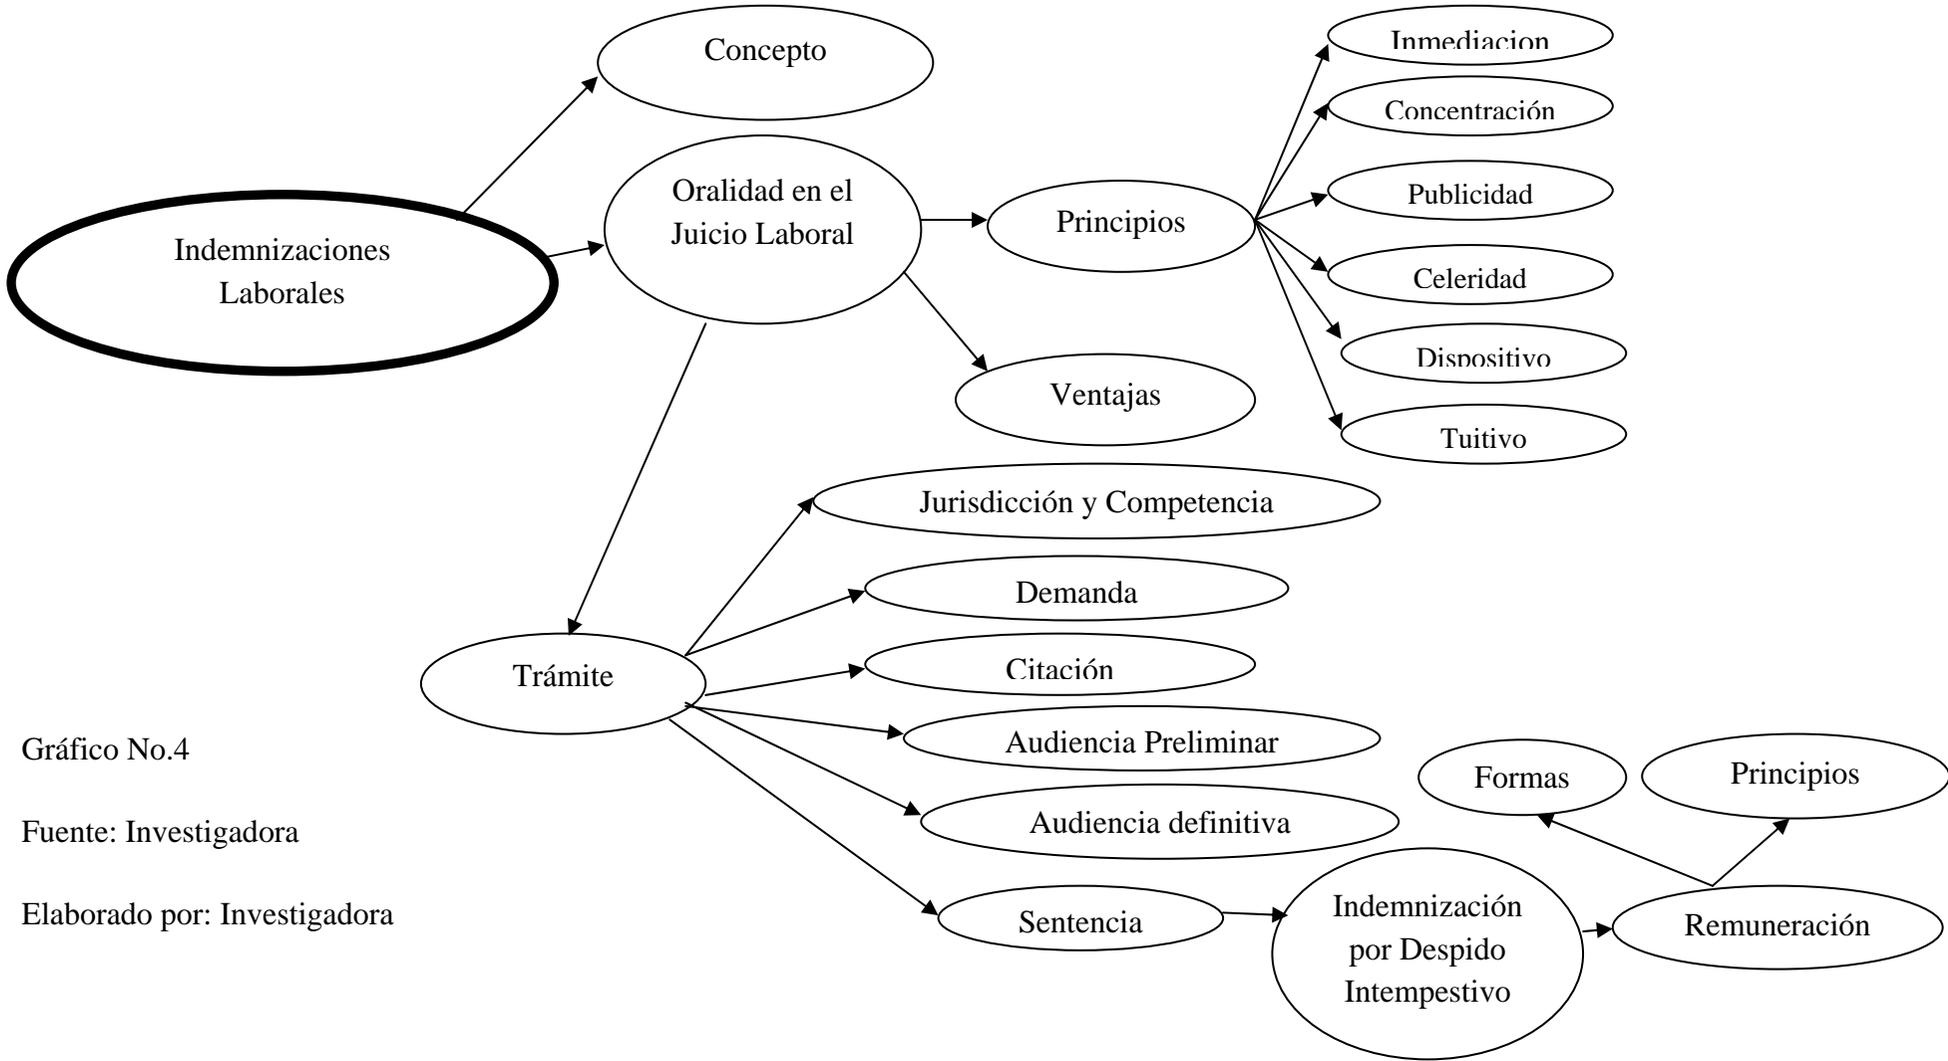 Concepto
Inmediacion
Concentración
Oralidad en el
Juicio Laboral
Publicidad
Principios
Indemnizaciones
Laborales
Celeridad
Dispositivo
Ventajas
Tuitivo
Jurisdicción y Competencia
Demanda
Citación
Trámite
Audiencia Preliminar
Gráfico No.4
Formas
Principios
Audiencia definitiva
Fuente: Investigadora
Elaborado por: Investigadora
Sentencia
Indemnización
por Despido
Intempestivo
Remuneración